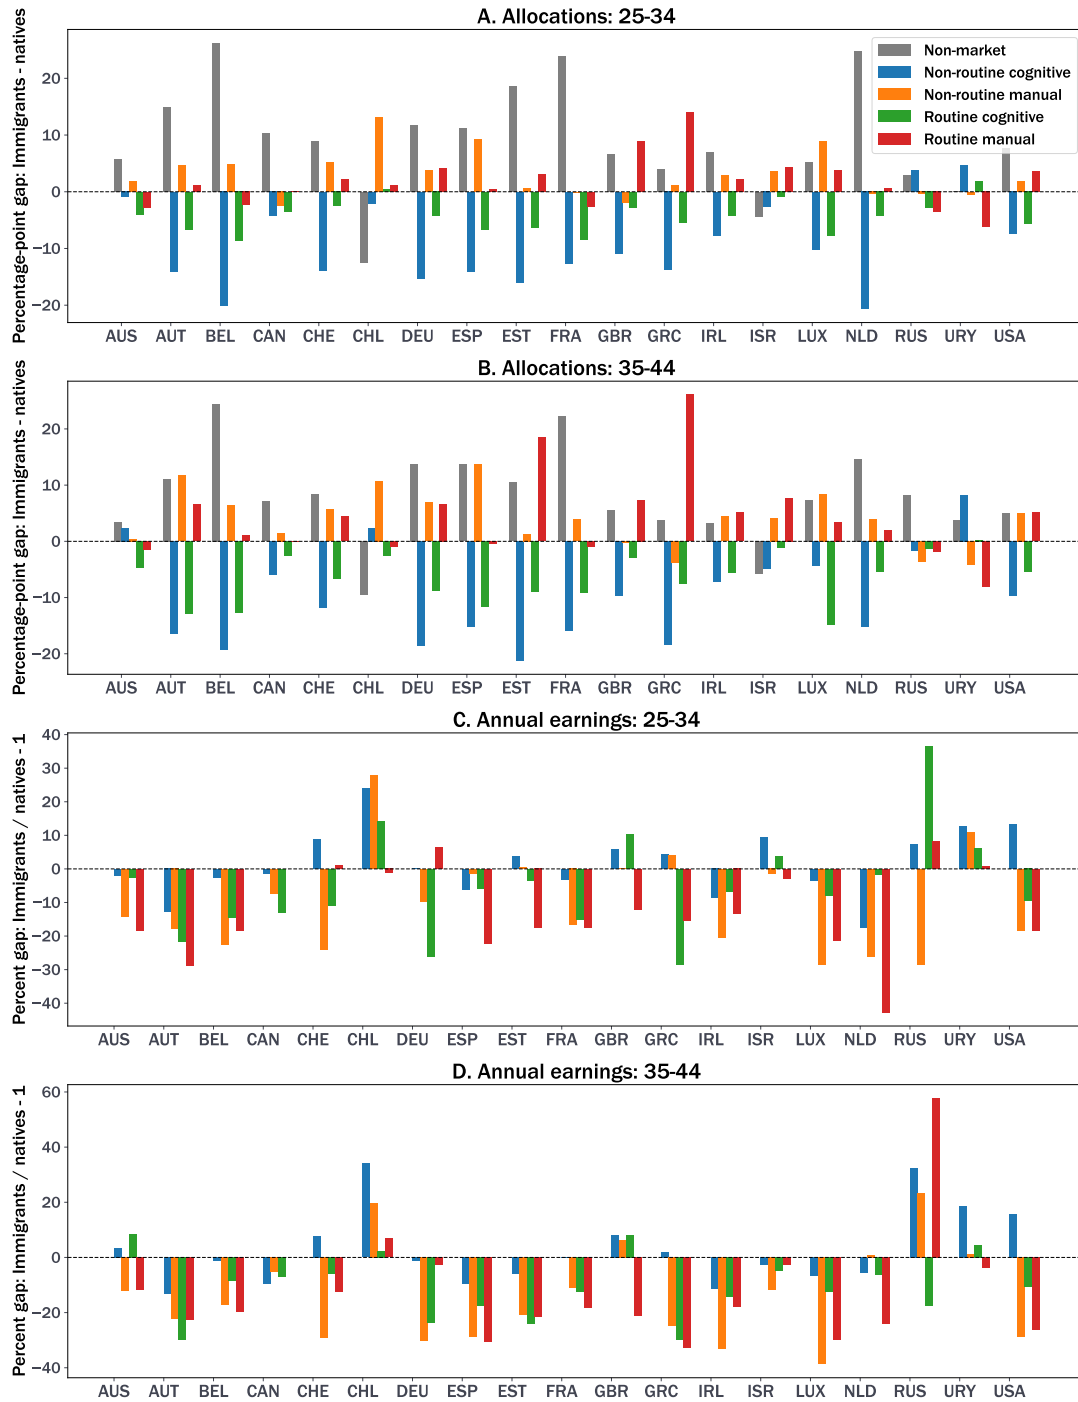 A. Allocations: 25-34
Percentage-point gap: Immigrants - natives
20
10
0
−10
−20
Non-market
Non-routine cognitive
Non-routine manual
Routine cognitive
Routine manual
AUS AUT BEL CAN CHE CHL DEU ESP EST FRA GBR GRC IRL ISR LUX NLD RUS URY USA
B. Allocations: 35-44
Percentage-point gap: Immigrants - natives
20
10
0
−10
−20
AUS AUT BEL CAN CHE CHL DEU ESP EST FRA GBR GRC IRL ISR LUX NLD RUS URY USA
C. Annual earnings: 25-34
Percent gap: Immigrants / natives - 1
40
30
20
10
0
−10
−20
−30
−40
AUS AUT BEL CAN CHE CHL DEU ESP EST FRA GBR GRC IRL ISR LUX NLD RUS URY USA
D. Annual earnings: 35-44
Percent gap: Immigrants / natives - 1
60
40
20
0
−20
−40
AUS AUT BEL CAN CHE CHL DEU ESP EST FRA GBR GRC IRL ISR LUX NLD RUS URY USA